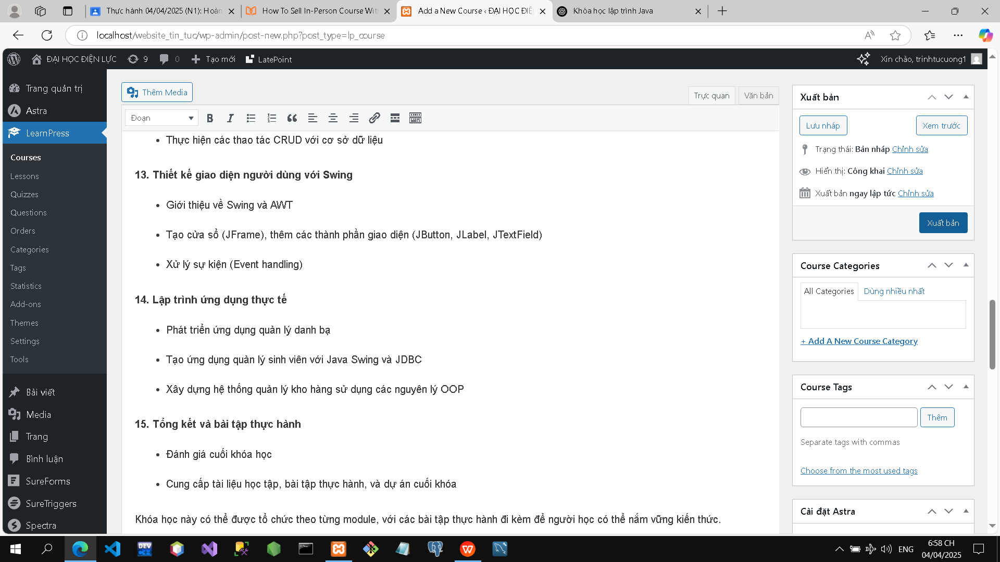 Thực hành 04/04/2025 (N1): Hoàn
How To Sell In-Person Course Wit
Add a New Course ‹ ĐẠI HỌC ĐIỆ
Khóa học lập trình Java
localhost/website_tin_tuc/wp-admin/post-new.php?post_type=lp_course
ĐẠI HỌC ĐIỆN LỰC
9
0
Tạo mới
LatePoint
Xin chào, trinhtucuong1
Trang quản trị
Astra
LearnPress
Courses
Lessons
Quizzes
Questions
Orders
Categories
Tags
Statistics
Add-ons
Themes
Settings
Tools
Bài viết
Media
Trang
Bình luận
SureForms
SureTriggers
Spectra
Thêm Media
Trực quan
Văn bản
Đoạn
Thực hiện các thao tác CRUD với cơ sở dữ liệu
13. Thiết kế giao diện người dùng với Swing
Giới thiệu về Swing và AWT
Tạo cửa sổ (JFrame), thêm các thành phần giao diện (JButton, JLabel, JTextField)
Xử lý sự kiện (Event handling)
14. Lập trình ứng dụng thực tế
Phát triển ứng dụng quản lý danh bạ
Tạo ứng dụng quản lý sinh viên với Java Swing và JDBC
Xây dựng hệ thống quản lý kho hàng sử dụng các nguyên lý OOP
15. Tổng kết và bài tập thực hành
Đánh giá cuối khóa học
Cung cấp tài liệu học tập, bài tập thực hành, và dự án cuối khóa
Khóa học này có thể được tổ chức theo từng module, với các bài tập thực hành đi kèm để người học có thể nắm vững kiến thức.
Xuất bản
Lưu nháp
Xem trước
Trạng thái: Bản nháp Chỉnh sửa
Hiển thị: Công khai Chỉnh sửa
Xuất bản ngay lập tức Chỉnh sửa
Xuất bản
Course Categories
All Categories
Dùng nhiều nhất
+ Add A New Course Category
Course Tags
Thêm
Separate tags with commas
Choose from the most used tags
Cài đặt Astra
DEV
ENG
6:58 CH
04/04/2025